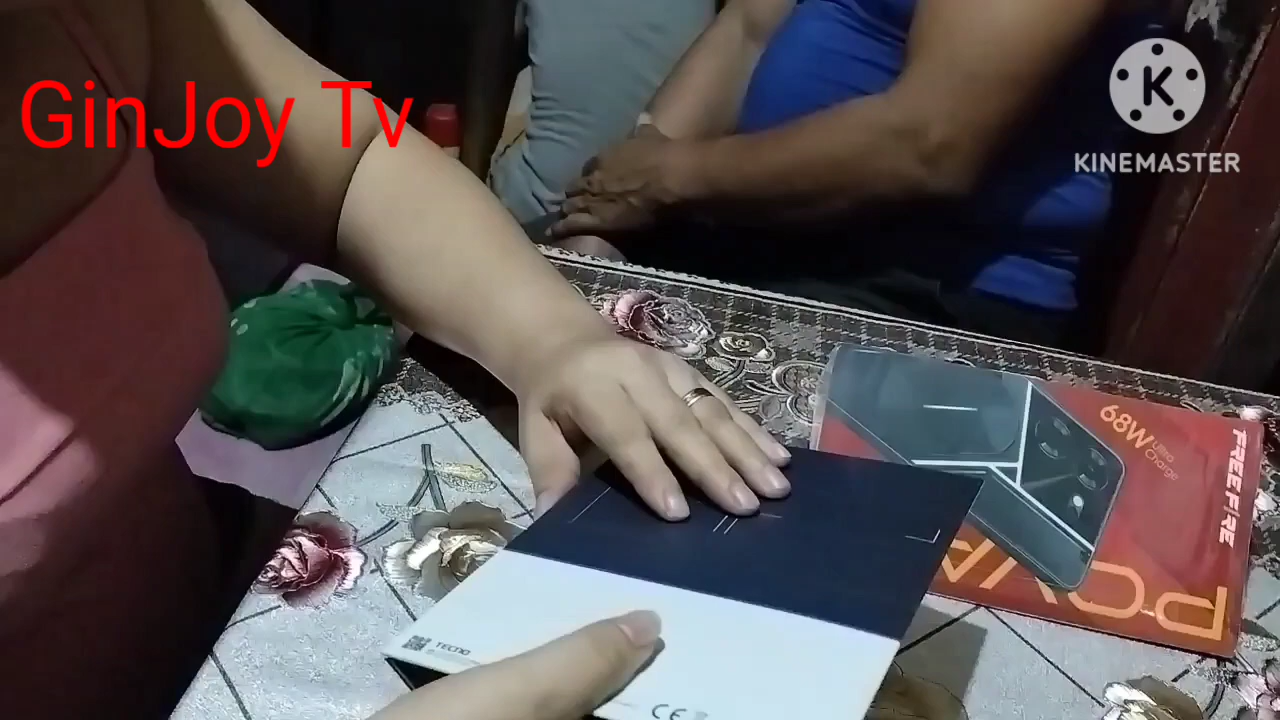 GinJoy Tv
K
KINEMASTER
68W Ultra
Charge
FREE FIRE
POVA
TECNO
CE